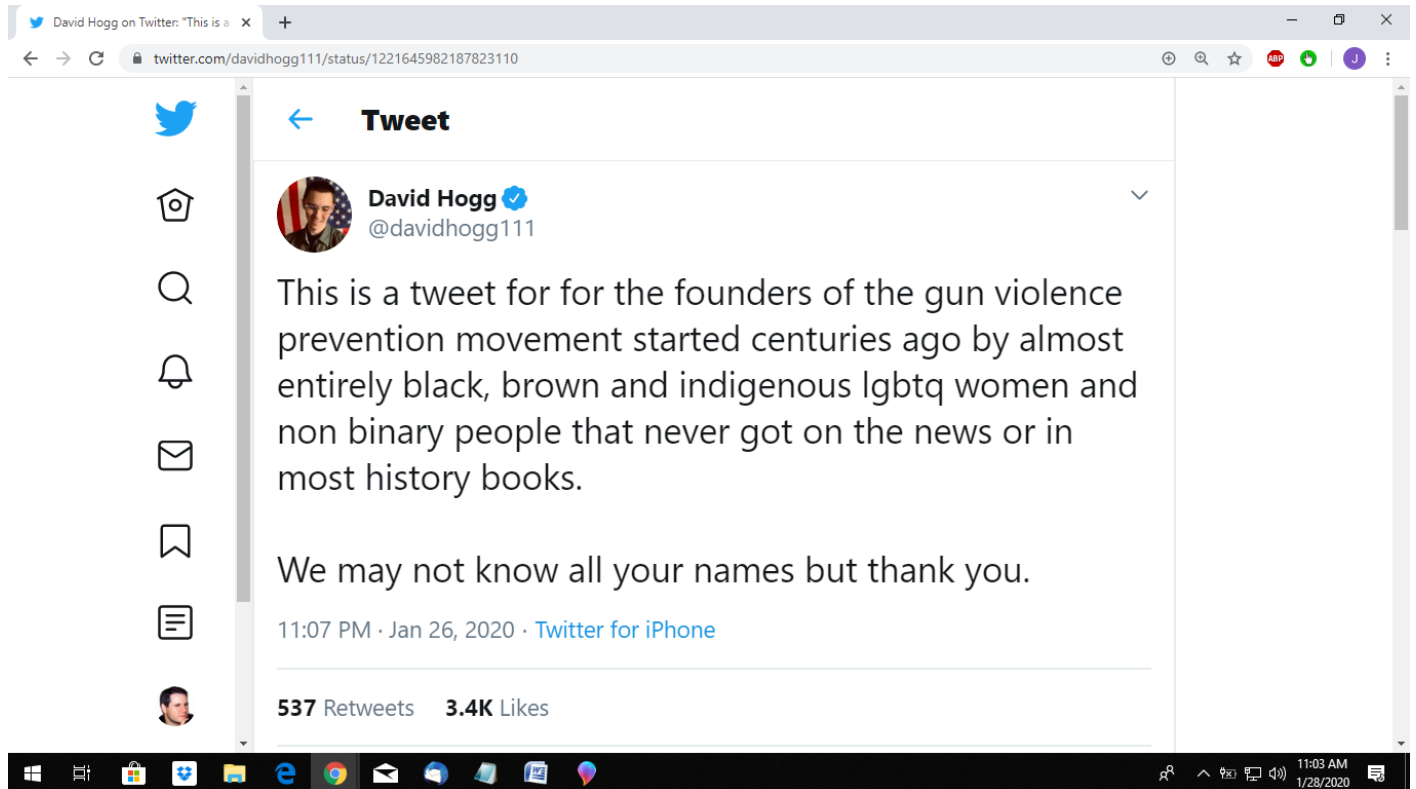 David Hogg on Twitter: "This is a
twitter.com/davidhogg111/status/1221645982187823110
ABP
J
Tweet
David Hogg
@davidhogg111
This is a tweet for for the founders of the gun violence
prevention movement started centuries ago by almost
entirely black, brown and indigenous lgbtq women and
non binary people that never got on the news or in
most history books.
We may not know all your names but thank you.
11:07 PM · Jan 26, 2020 · Twitter for iPhone
537 Retweets 3.4K Likes
11:03 AM
1/28/2020